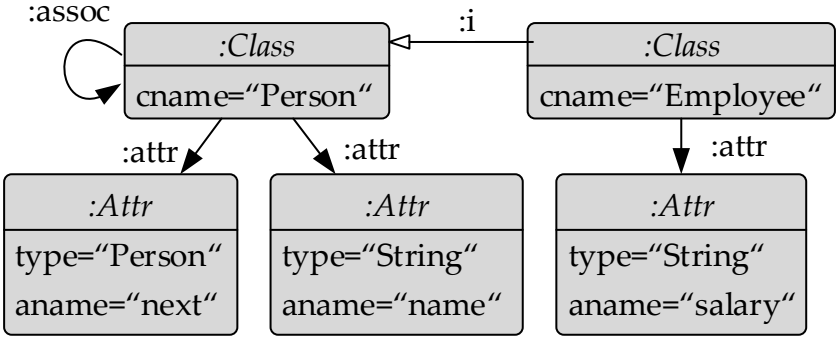 :assoc
:i
:Class
cname=“Person“
:Class
cname=“Employee“
:attr
:attr
:attr
:Attr
type=“Person“
aname=“next“
:Attr
type=“String“
aname=“name“
:Attr
type=“String“
aname=“salary“